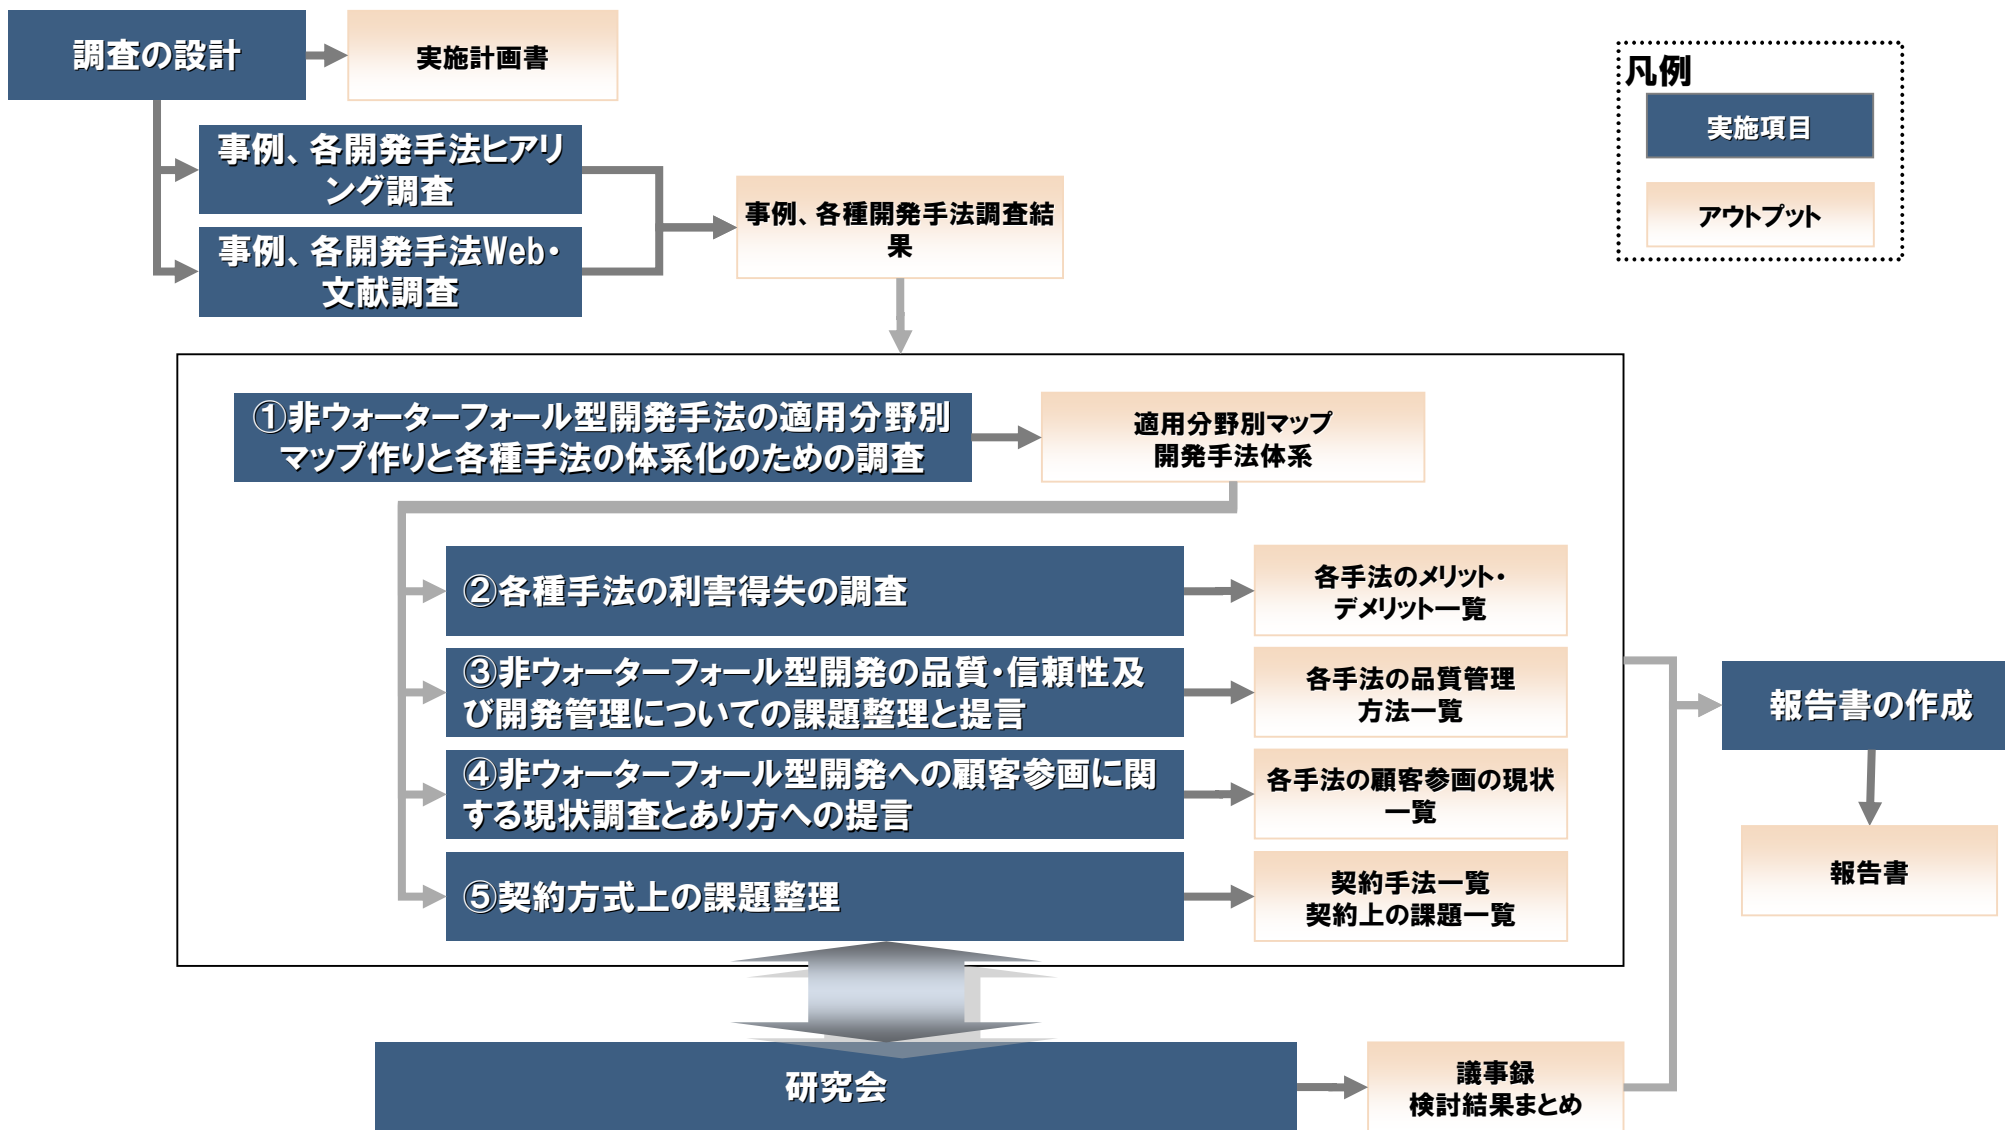 調査の設計
実施計画書
凡例
実施項目
アウトプット
事例、各開発手法ヒアリ
ング調査
事例、各開発手法Web・
文献調査
事例、各種開発手法調査結
果
①非ウォーターフォール型開発手法の適用分野別
マップ作りと各種手法の体系化のための調査
適用分野別マップ
開発手法体系
②各種手法の利害得失の調査
各手法のメリット・
デメリット一覧
③非ウォーターフォール型開発の品質・信頼性及
び開発管理についての課題整理と提言
各手法の品質管理
方法一覧
④非ウォーターフォール型開発への顧客参画に関
する現状調査とあり方への提言
各手法の顧客参画の現状
一覧
⑤契約方式上の課題整理
契約手法一覧
契約上の課題一覧
報告書の作成
報告書
研究会
議事録
検討結果まとめ